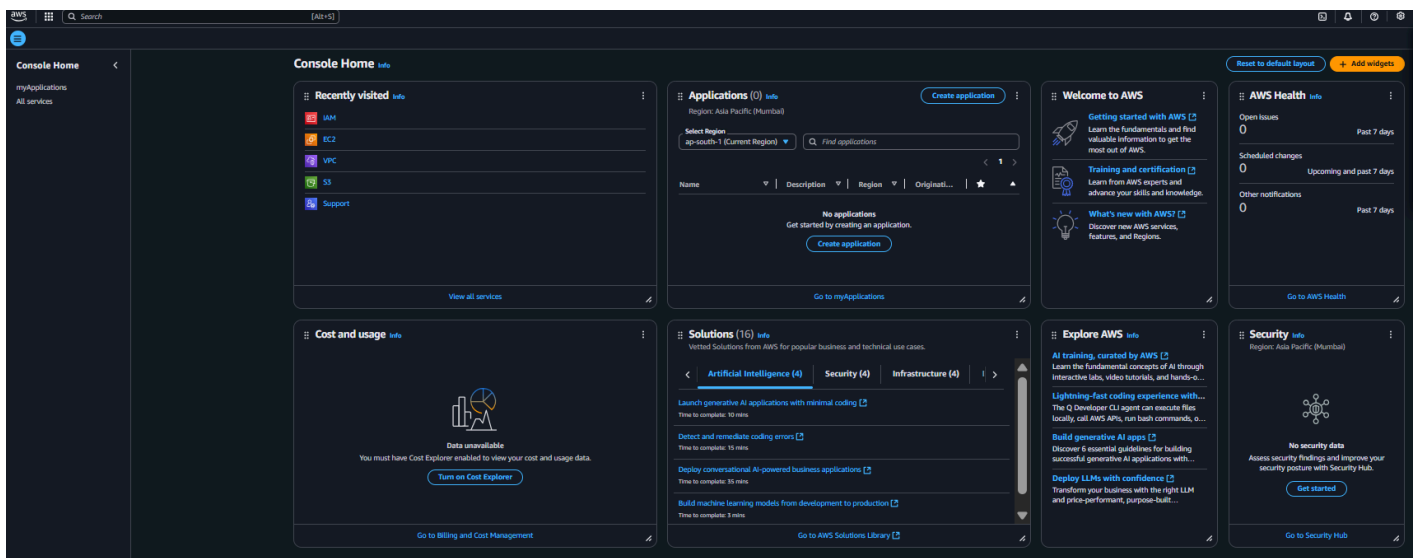 aws
Search
[Alt+S]
Console Home
myApplications
All services
Console Home Info
Reset to default layout
+ Add widgets
Recently visited Info
IAM
EC2
VPC
S3
Support
View all services
Applications (0) Info
Create application
Region: Asia Pacific (Mumbai)
Select Region
ap-south-1 (Current Region)
Find applications
1
Name
Description
Region
Originati...
No applications
Get started by creating an application.
Create application
Go to myApplications
Welcome to AWS
Getting started with AWS
Learn the fundamentals and find
valuable information to get the
most out of AWS.
Training and certification
Learn from AWS experts and
advance your skills and knowledge.
What's new with AWS?
Discover new AWS services,
features, and Regions.
AWS Health Info
Open issues
0
Past 7 days
Scheduled changes
0
Upcoming and past 7 days
Other notifications
0
Past 7 days
Go to AWS Health
Cost and usage Info
Data unavailable
You must have Cost Explorer enabled to view your cost and usage data.
Turn on Cost Explorer
Go to Billing and Cost Management
Solutions (16) Info
Vetted Solutions from AWS for popular business and technical use cases.
Artificial Intelligence (4)
Security (4)
Infrastructure (4)
Launch generative AI applications with minimal coding
Time to complete: 10 mins
Detect and remediate coding errors
Time to complete: 15 mins
Deploy conversational AI-powered business applications
Time to complete: 35 mins
Build machine learning models from development to production
Time to complete: 3 mins
Go to AWS Solutions Library
Explore AWS Info
AI training, curated by AWS
Learn the fundamental concepts of AI through
interactive labs, video tutorials, and hands-o...
Lightning-fast coding experience with...
The Q Developer CLI agent can execute files
locally, call AWS APIs, run bash commands, o...
Build generative AI apps
Discover 6 essential guidelines for building
successful generative AI applications with...
Deploy LLMs with confidence
Transform your business with the right LLM
and price-performant, purpose-built...
Security Info
Region: Asia Pacific (Mumbai)
No security data
Assess security findings and improve your
security posture with Security Hub.
Get started
Go to Security Hub